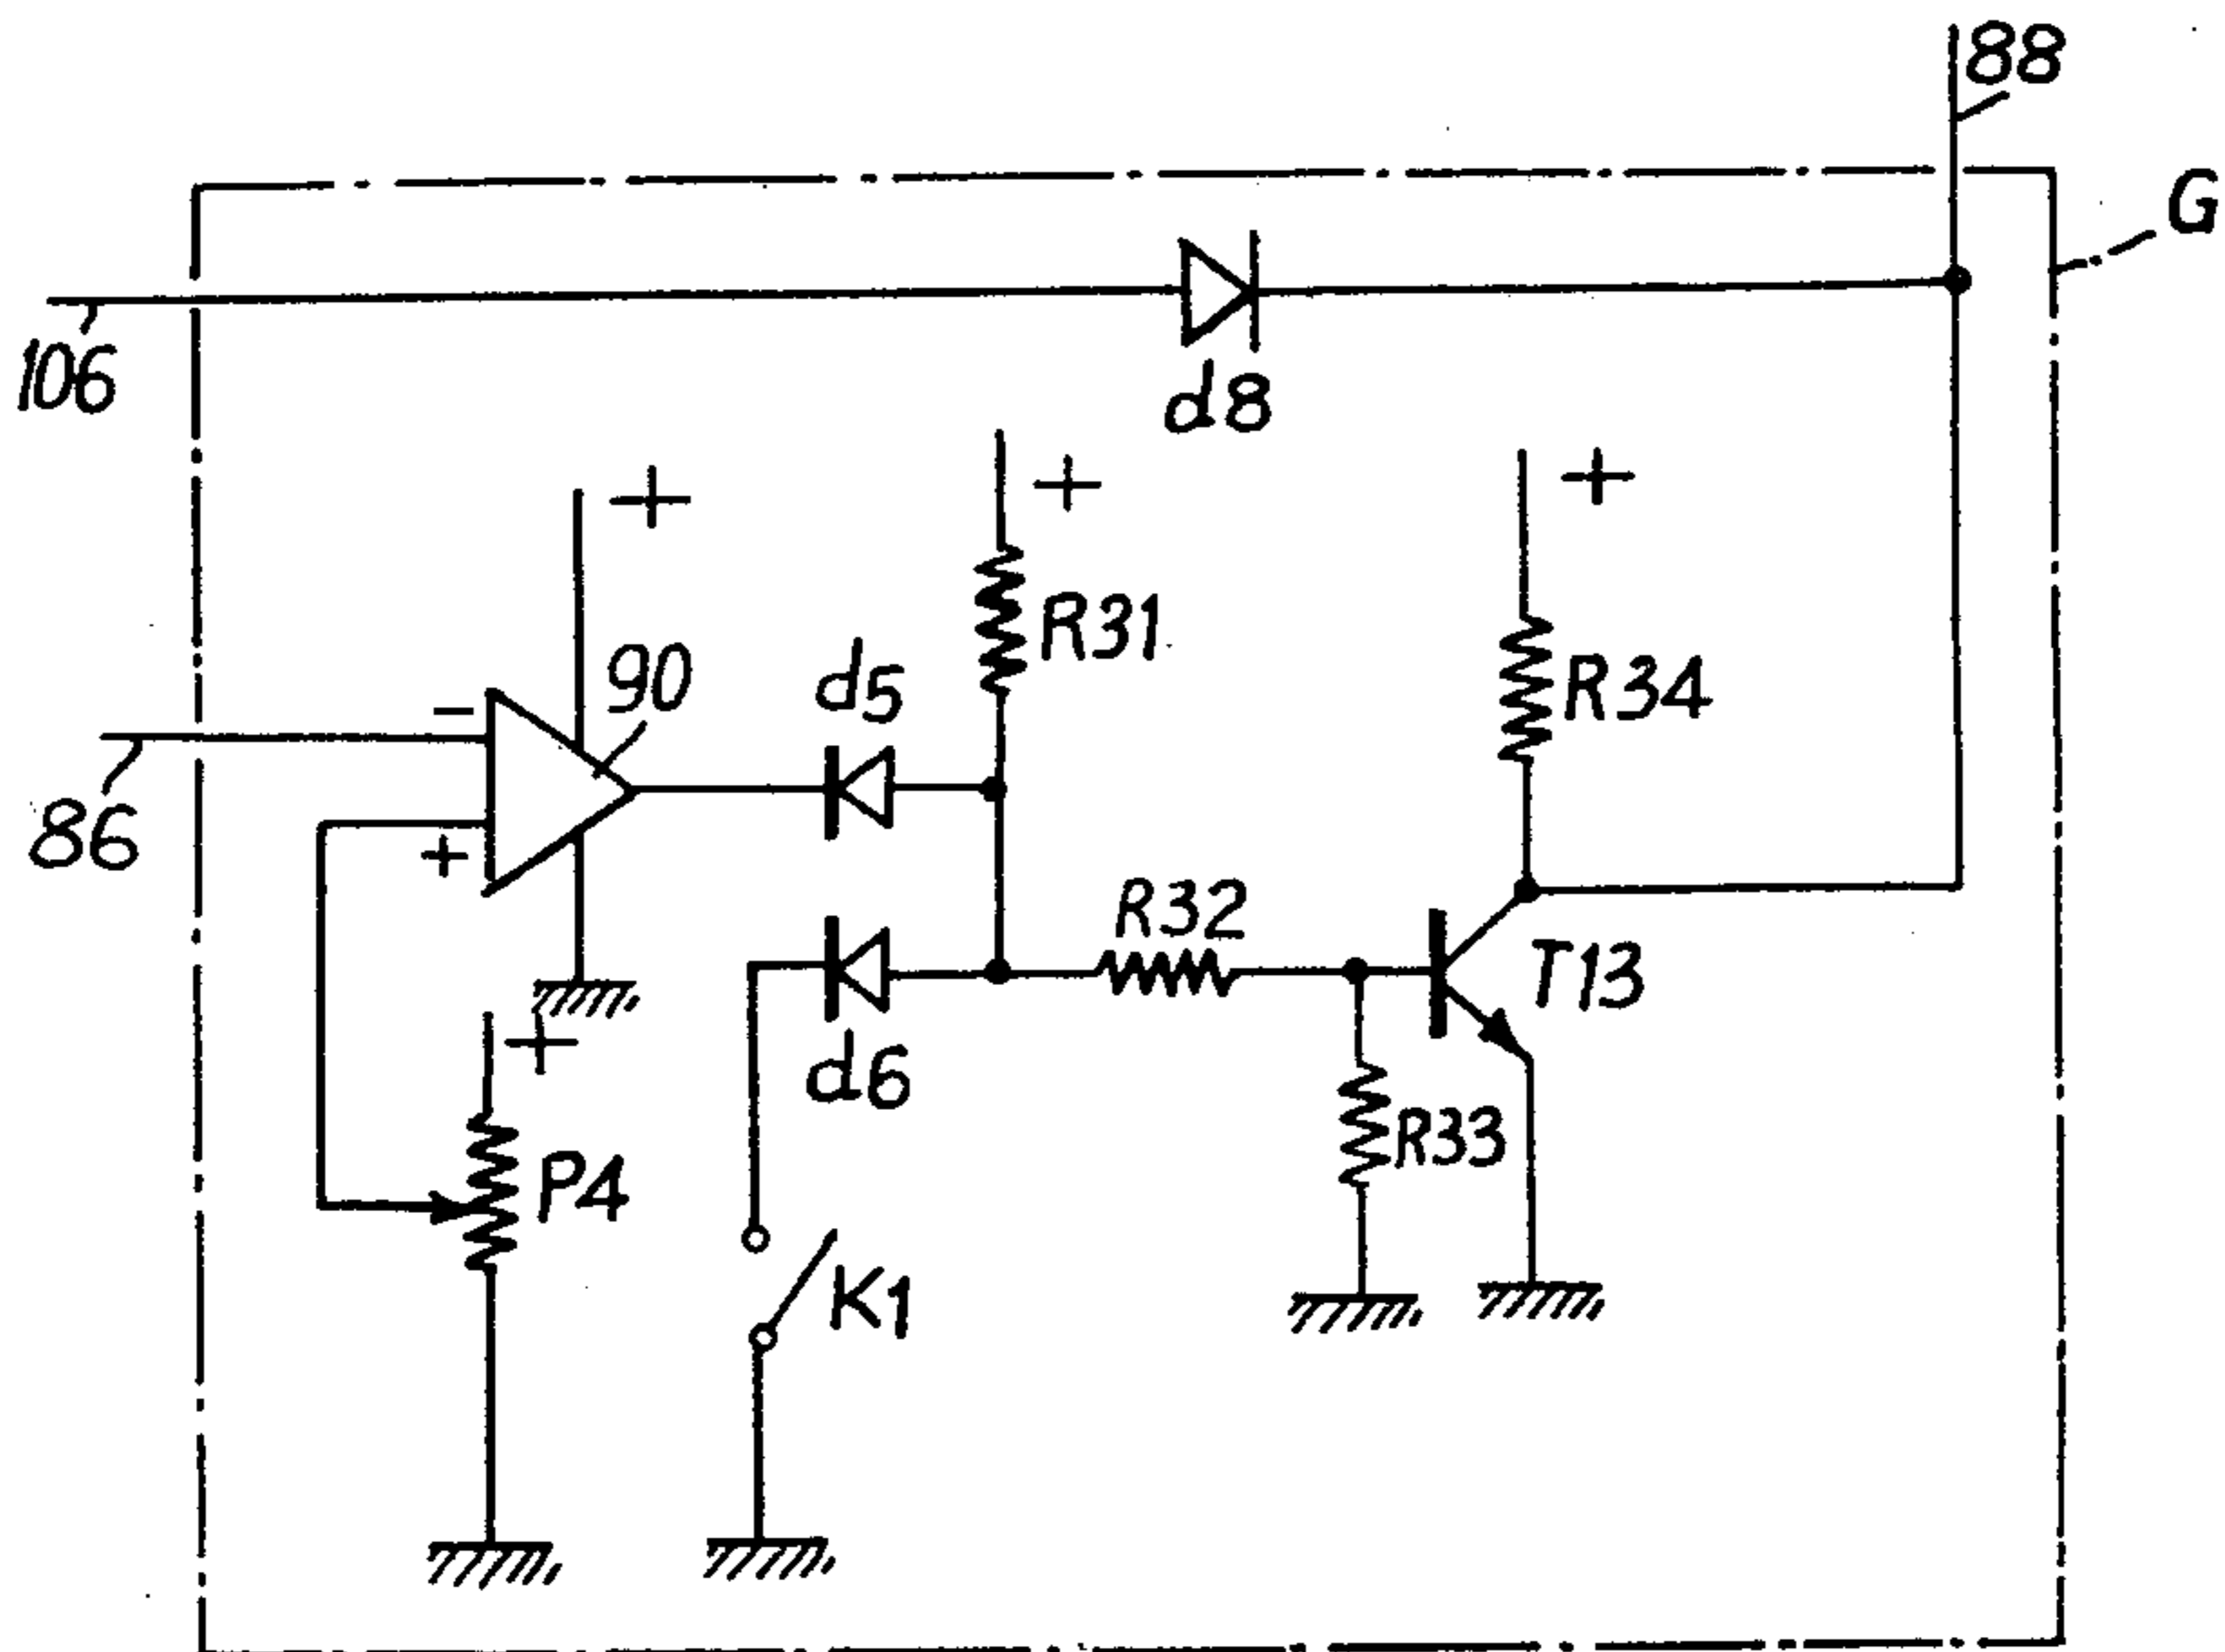 88
G
106
d8
+
+
+
R31
90
d5
R34
−
86
+
R32
T13
+
d6
R33
P4
K1